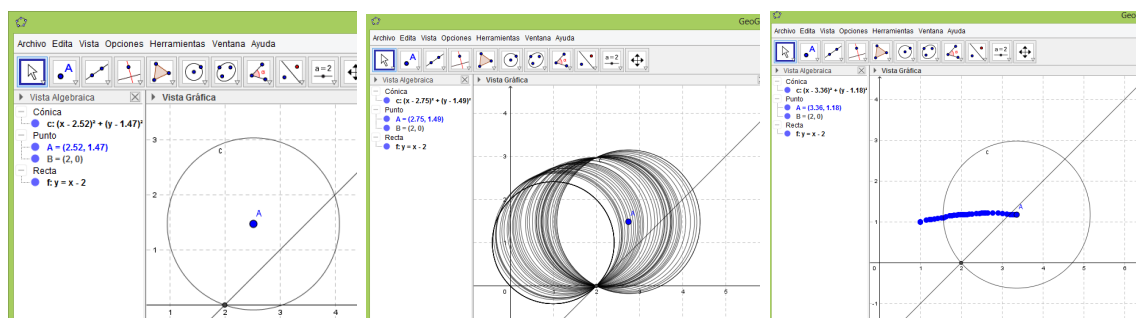 Archivo Edita Vista Opciones Herramientas Ventana Ayuda
A a=2
Vista Algebraica Vista Gráfica
Cónica
c: (x - 2.52)² + (y - 1.47)²
Punto
A = (2.52, 1.47)
B = (2, 0)
Recta
f: y = x - 2
c
A
3
2
1
1 2 3 4
GeoG
Archivo Edita Vista Opciones Herramientas Ventana Ayuda
A a=2
Vista Algebraica Vista Gráfica
Cónica
c: (x - 2.75)² + (y - 1.49)²
Punto
A = (2.75, 1.49)
B = (2, 0)
Recta
f: y = x - 2
A
4
3
2
1
0
0 1 2 4
Geo
Archivo Edita Vista Opciones Herramientas Ventana Ayuda
A a=2
Vista Algebraica Vista Gráfica
Cónica
c: (x - 3.36)² + (y - 1.18)²
Punto
A = (3.36, 1.18)
B = (2, 0)
Recta
f: y = x - 2
c
A
4
3
2
1
0
-1
0 1 2 3 4 5 6